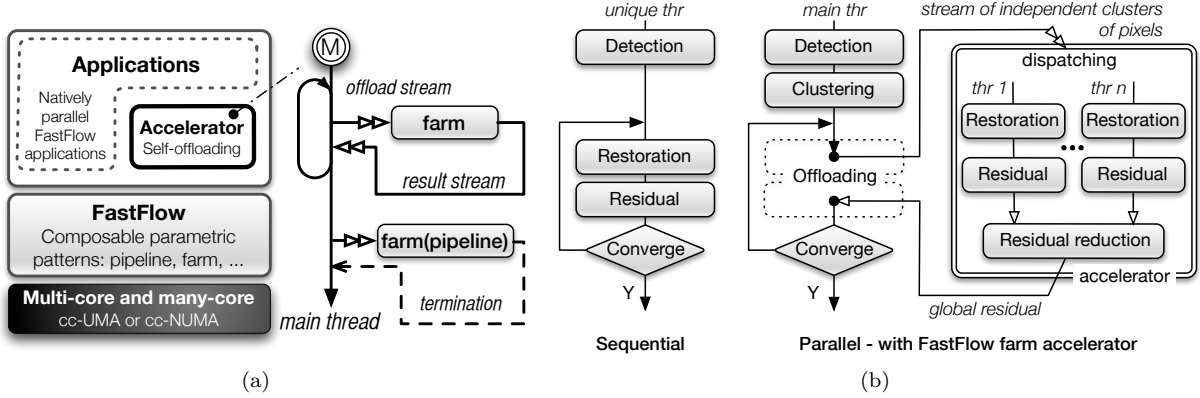 Applications
Natively
parallel
FastFlow
applications
Accelerator
Self-offloading
FastFlow
Composable parametric
patterns: pipeline, farm, ...
Multi-core and many-core
cc-UMA or cc-NUMA
M
offload stream
farm
result stream
farm(pipeline)
termination
main thread
(a)
unique thr
Detection
Restoration
Residual
Converge
Y
Sequential
main thr
Detection
Clustering
Offloading
Converge
Y
stream of independent clusters
of pixels
dispatching
thr 1
thr n
Restoration
Restoration
...
Residual
Residual
Residual reduction
accelerator
global residual
Parallel - with FastFlow farm accelerator
(b)